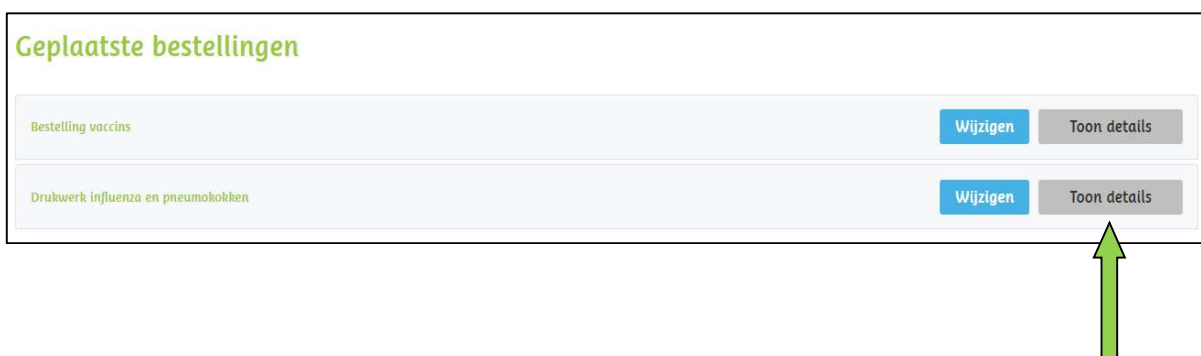 Geplaatste bestellingen
Bestelling vaccins Wijzigen Toon details
Drukwerk influenza en pneumokokken Wijzigen Toon details